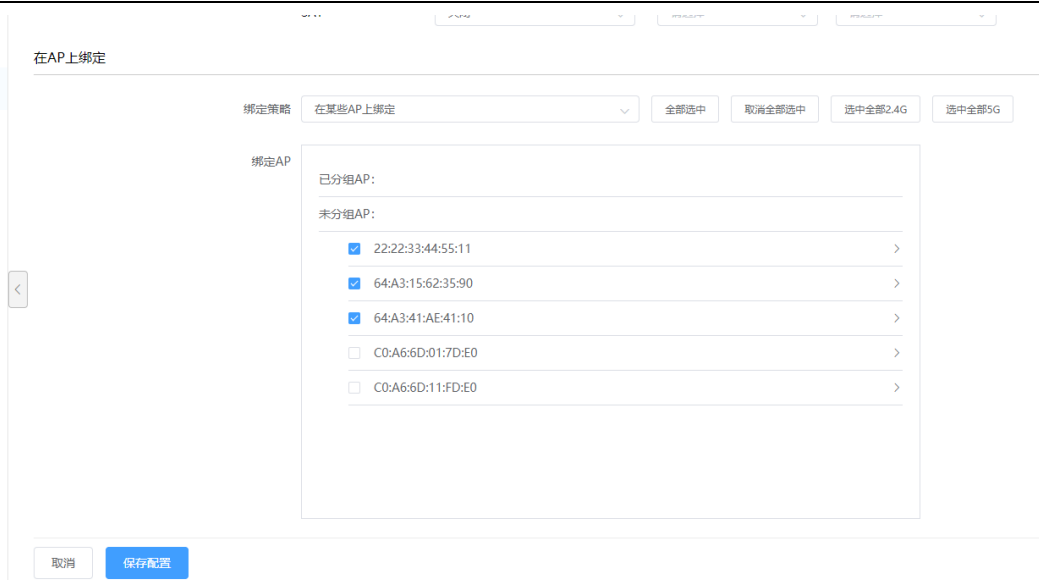 在AP上绑定
绑定策略 在某些AP上绑定 全部选中 取消全部选中 选中全部2.4G 选中全部5G
绑定AP
已分组AP:
未分组AP:
22:22:33:44:55:11
64:A3:15:62:35:90
64:A3:41:AE:41:10
C0:A6:6D:01:7D:E0
C0:A6:6D:11:FD:E0
取消 保存配置